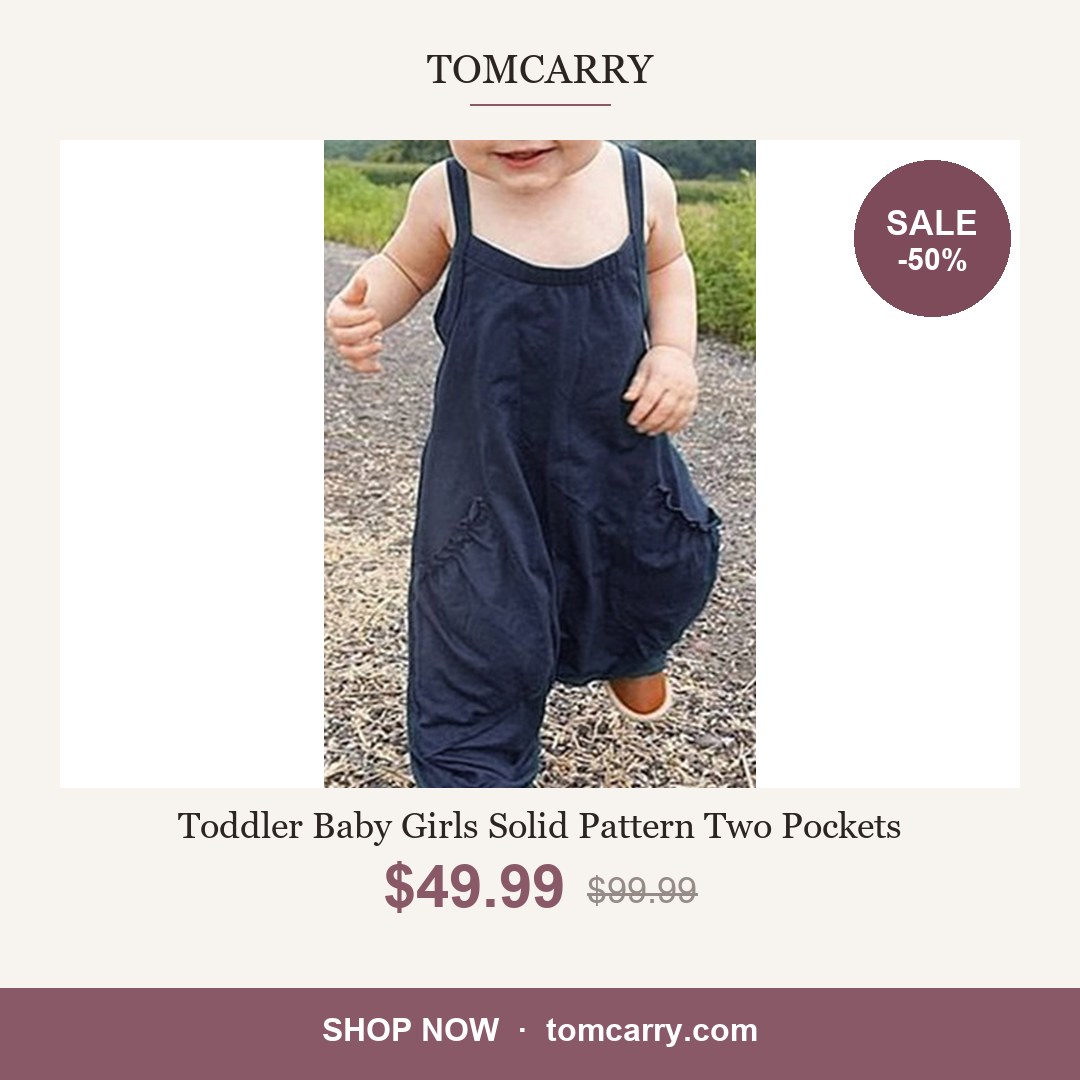 TOMCARRY
SALE
-50%
Toddler Baby Girls Solid Pattern Two Pockets
$49.99 $99.99
SHOP NOW · tomcarry.com